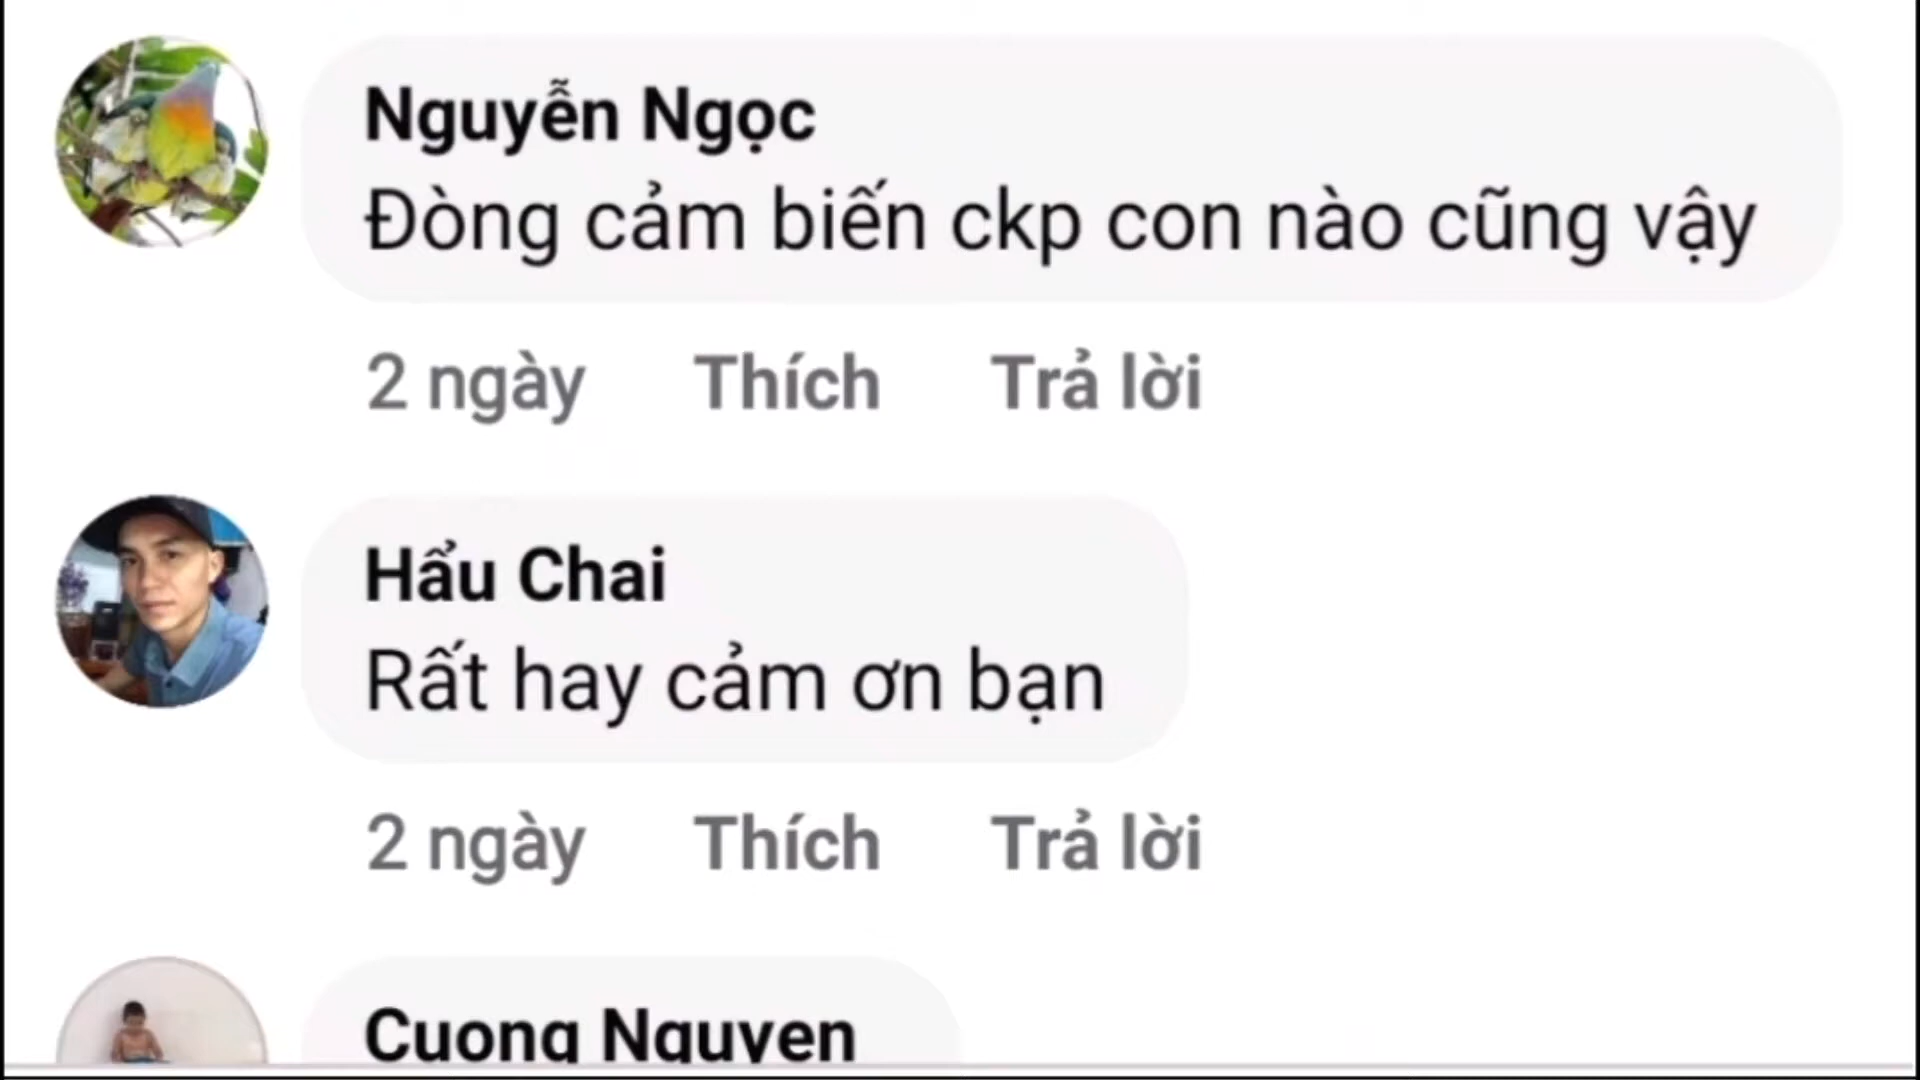 Nguyễn Ngọc
Đòng cảm biến ckp con nào cũng vậy
2 ngày Thích Trả lời
Hẩu Chai
Rất hay cảm ơn bạn
2 ngày Thích Trả lời
Cuong Nguyen